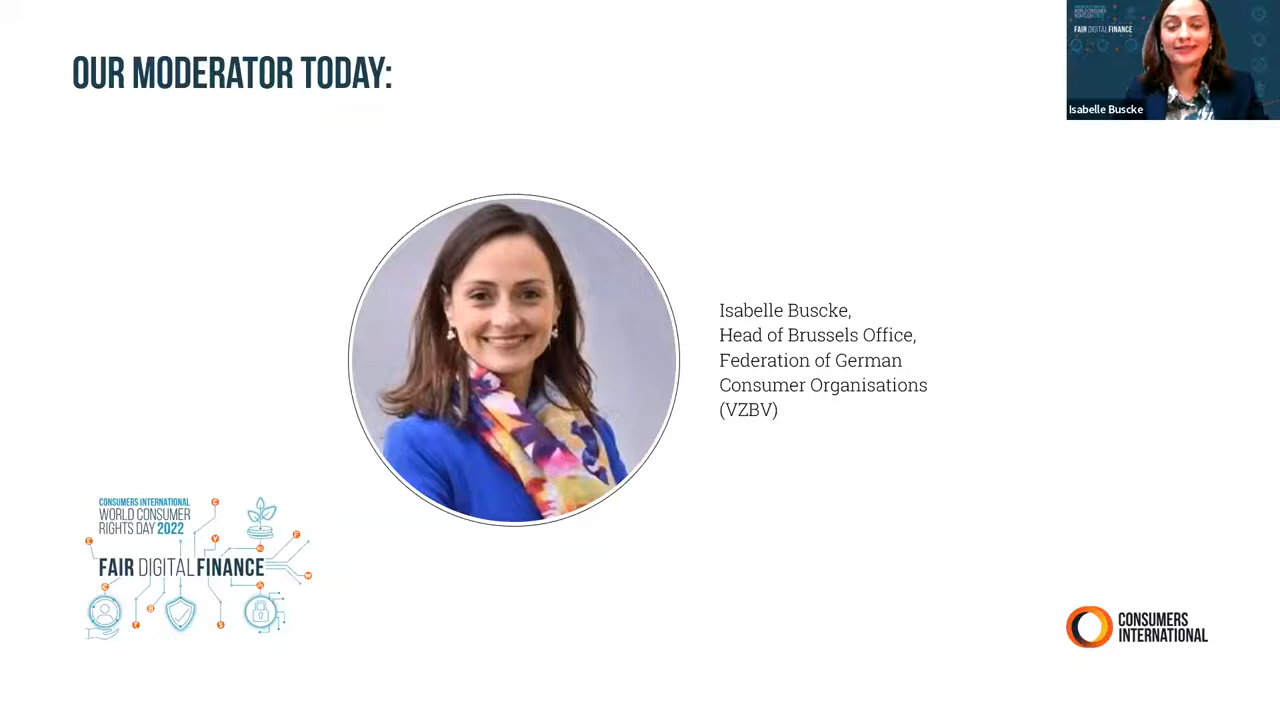 OUR MODERATOR TODAY:
FAIR DIGITAL FINANCE
Isabelle Buscke
Isabelle Buscke,
Head of Brussels Office,
Federation of German
Consumer Organisations
(VZBV)
CONSUMERS INTERNATIONAL
WORLD CONSUMER
RIGHTS DAY 2022
FAIR DIGITAL FINANCE
CONSUMERS
INTERNATIONAL